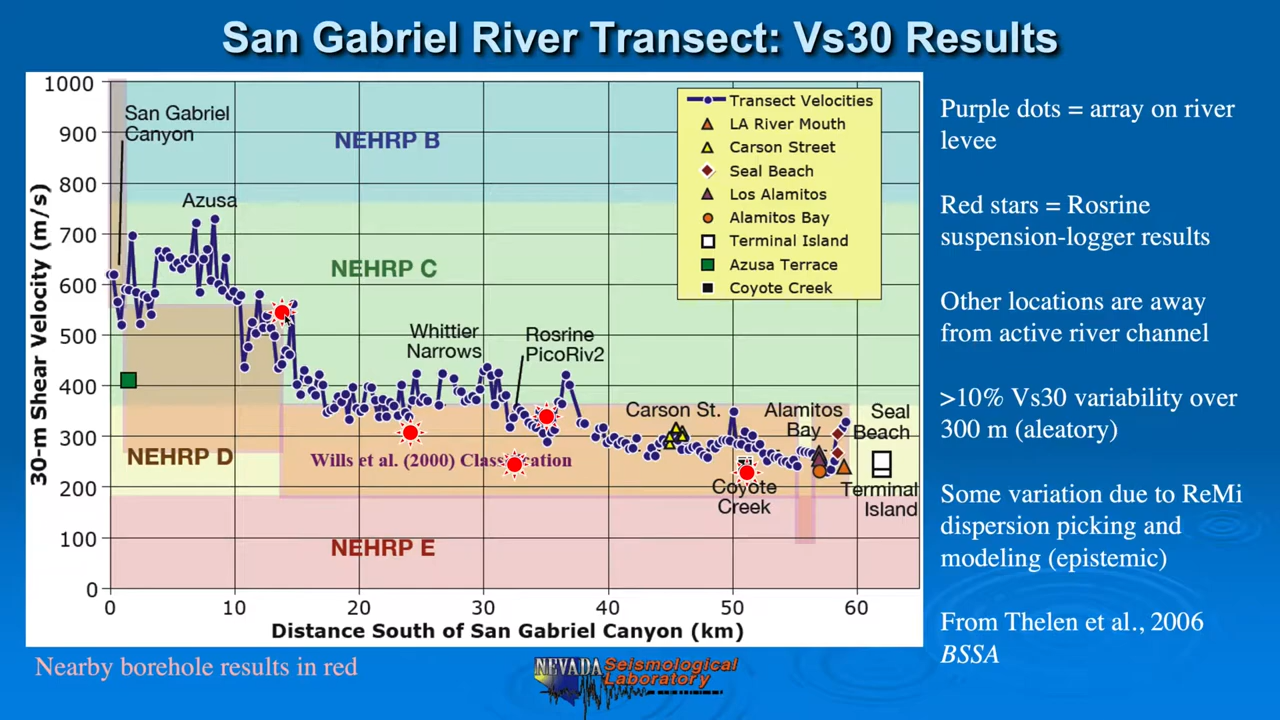 San Gabriel River Transect: Vs30 Results
1000
900
800
700
600
500
400
300
200
100
0
30-m Shear Velocity (m/s)
0
10
20
30
40
50
60
Distance South of San Gabriel Canyon (km)
San Gabriel
Canyon
Azusa
NEHRP B
NEHRP C
NEHRP D
NEHRP E
Whittier
Narrows
Rosrine
PicoRiv2
Wills et al. (2000) Classification
Carson St.
Alamitos
Bay
Seal
Beach
Coyote
Creek
Terminal
Island
Transect Velocities
LA River Mouth
Carson Street
Seal Beach
Los Alamitos
Alamitos Bay
Terminal Island
Azusa Terrace
Coyote Creek
Purple dots = array on river
levee
Red stars = Rosrine
suspension-logger results
Other locations are away
from active river channel
>10% Vs30 variability over
300 m (aleatory)
Some variation due to ReMi
dispersion picking and
modeling (epistemic)
From Thelen et al., 2006
BSSA
Nearby borehole results in red
NEVADA Seismological
Laboratory